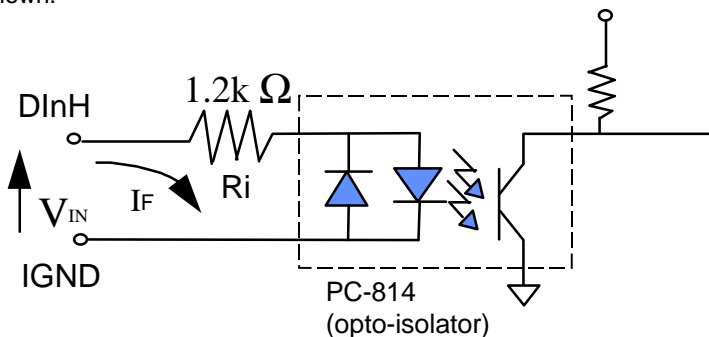 1.2k Ω
DInH
Ri
IF
VIN
IGND
PC-814
(opto-isolator)